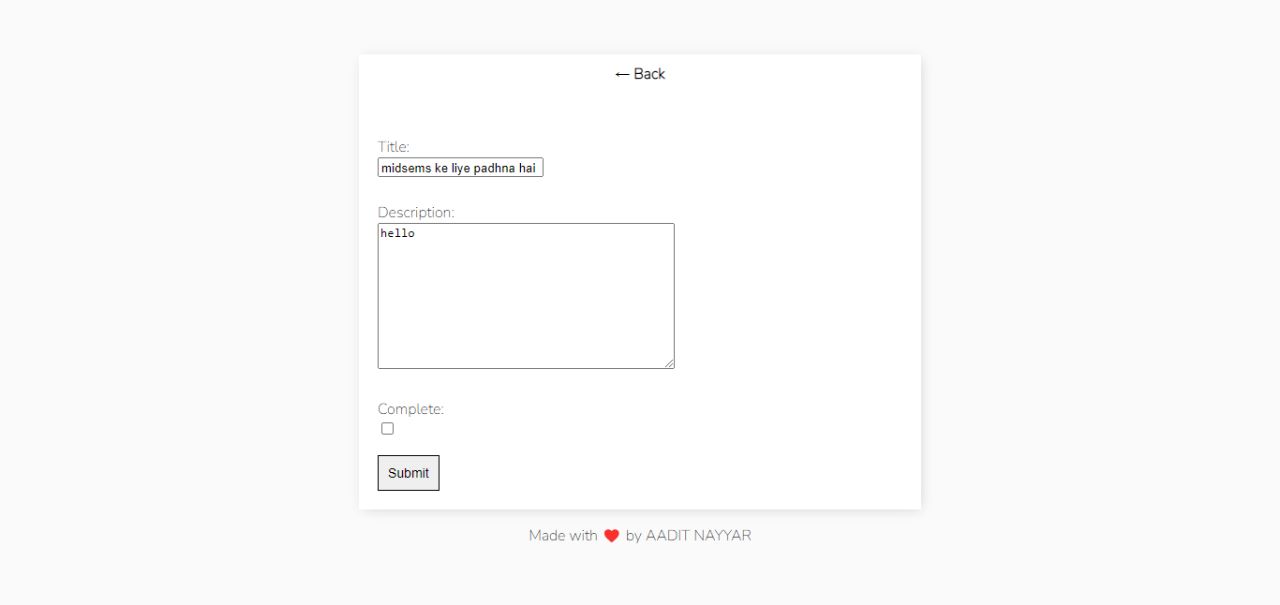 ← Back
Title:
midsems ke liye padhna hai
Description:
hello
Complete:
Submit
Made with ❤️ by AADIT NAYYAR